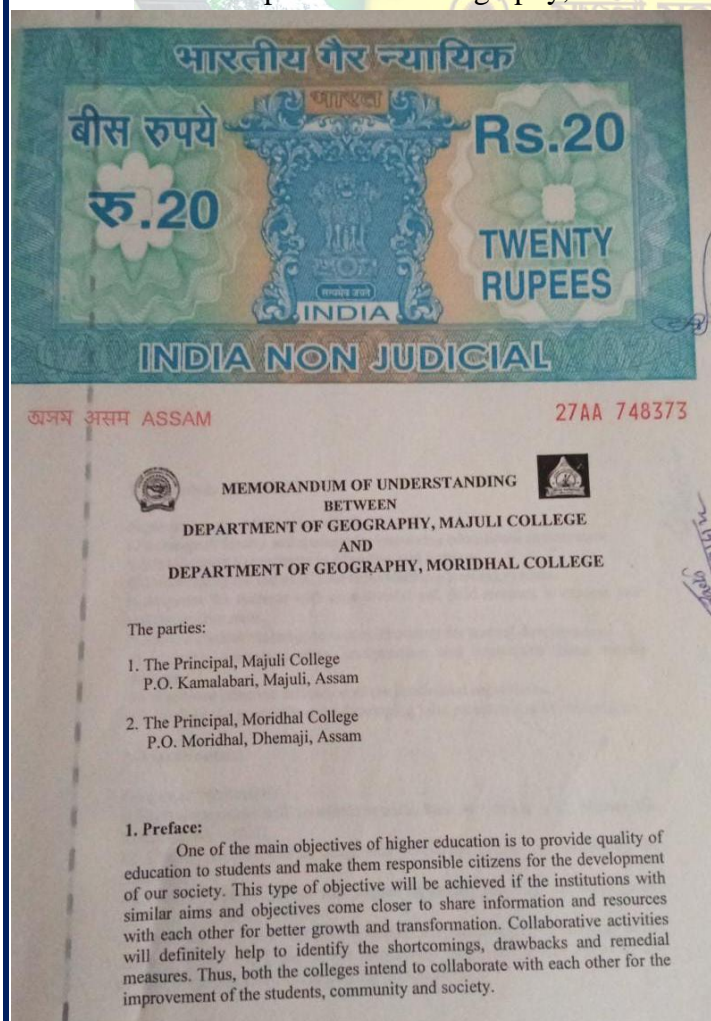 भारतीय गैर न्यायिक
भारत
बीस रुपये
रु.20
Rs.20
TWENTY
RUPEES
सत्यमेव जयते
INDIA
INDIA NON JUDICIAL
অসম असम ASSAM
27AA 748373
MEMORANDUM OF UNDERSTANDING
BETWEEN
DEPARTMENT OF GEOGRAPHY, MAJULI COLLEGE
AND
DEPARTMENT OF GEOGRAPHY, MORIDHAL COLLEGE
The parties:
1. The Principal, Majuli College
P.O. Kamalabari, Majuli, Assam
2. The Principal, Moridhal College
P.O. Moridhal, Dhemaji, Assam
1. Preface:
One of the main objectives of higher education is to provide quality of
education to students and make them responsible citizens for the development
of our society. This type of objective will be achieved if the institutions with
similar aims and objectives come closer to share information and resources
with each other for better growth and transformation. Collaborative activities
will definitely help to identify the shortcomings, drawbacks and remedial
measures. Thus, both the colleges intend to collaborate with each other for the
improvement of the students, community and society.